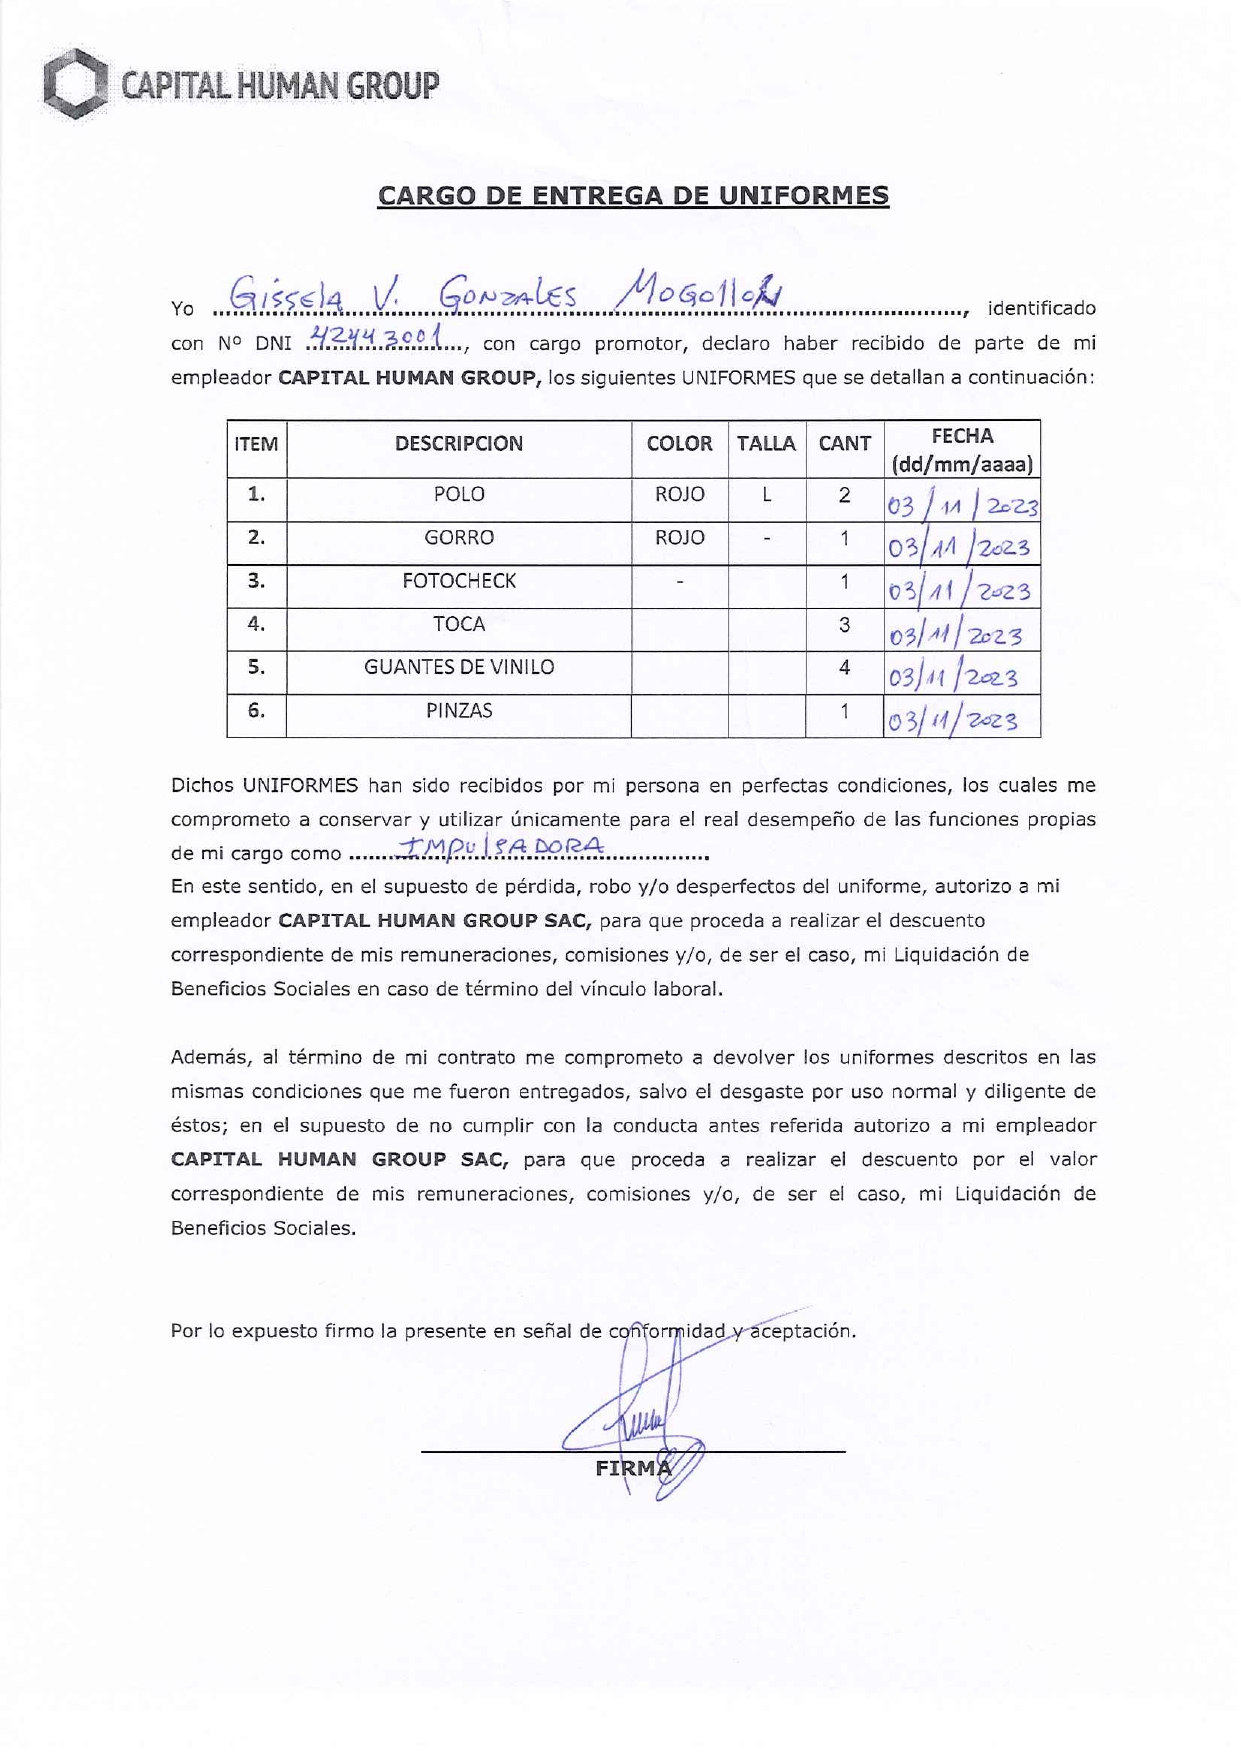 CAPITAL HUMAN GROUP
CARGO DE ENTREGA DE UNIFORMES
Yo Gissela V. Gonzales Mogollon, identificado
con Nº DNI 42443001, con cargo promotor, declaro haber recibido de parte de mi
empleador CAPITAL HUMAN GROUP, los siguientes UNIFORMES que se detallan a continuación:
ITEM DESCRIPCION COLOR TALLA CANT FECHA
(dd/mm/aaaa)
1. POLO ROJO L 2 03/11/2023
2. GORRO ROJO - 1 03/11/2023
3. FOTOCHECK - 1 03/11/2023
4. TOCA 3 03/11/2023
5. GUANTES DE VINILO 4 03/11/2023
6. PINZAS 1 03/11/2023
Dichos UNIFORMES han sido recibidos por mi persona en perfectas condiciones, los cuales me
comprometo a conservar y utilizar únicamente para el real desempeño de las funciones propias
de mi cargo como IMPulSADORA
En este sentido, en el supuesto de pérdida, robo y/o desperfectos del uniforme, autorizo a mi
empleador CAPITAL HUMAN GROUP SAC, para que proceda a realizar el descuento
correspondiente de mis remuneraciones, comisiones y/o, de ser el caso, mi Liquidación de
Beneficios Sociales en caso de término del vínculo laboral.
Además, al término de mi contrato me comprometo a devolver los uniformes descritos en las
mismas condiciones que me fueron entregados, salvo el desgaste por uso normal y diligente de
éstos; en el supuesto de no cumplir con la conducta antes referida autorizo a mi empleador
CAPITAL HUMAN GROUP SAC, para que proceda a realizar el descuento por el valor
correspondiente de mis remuneraciones, comisiones y/o, de ser el caso, mi Liquidación de
Beneficios Sociales.
Por lo expuesto firmo la presente en señal de conformidad y aceptación.
FIRMA